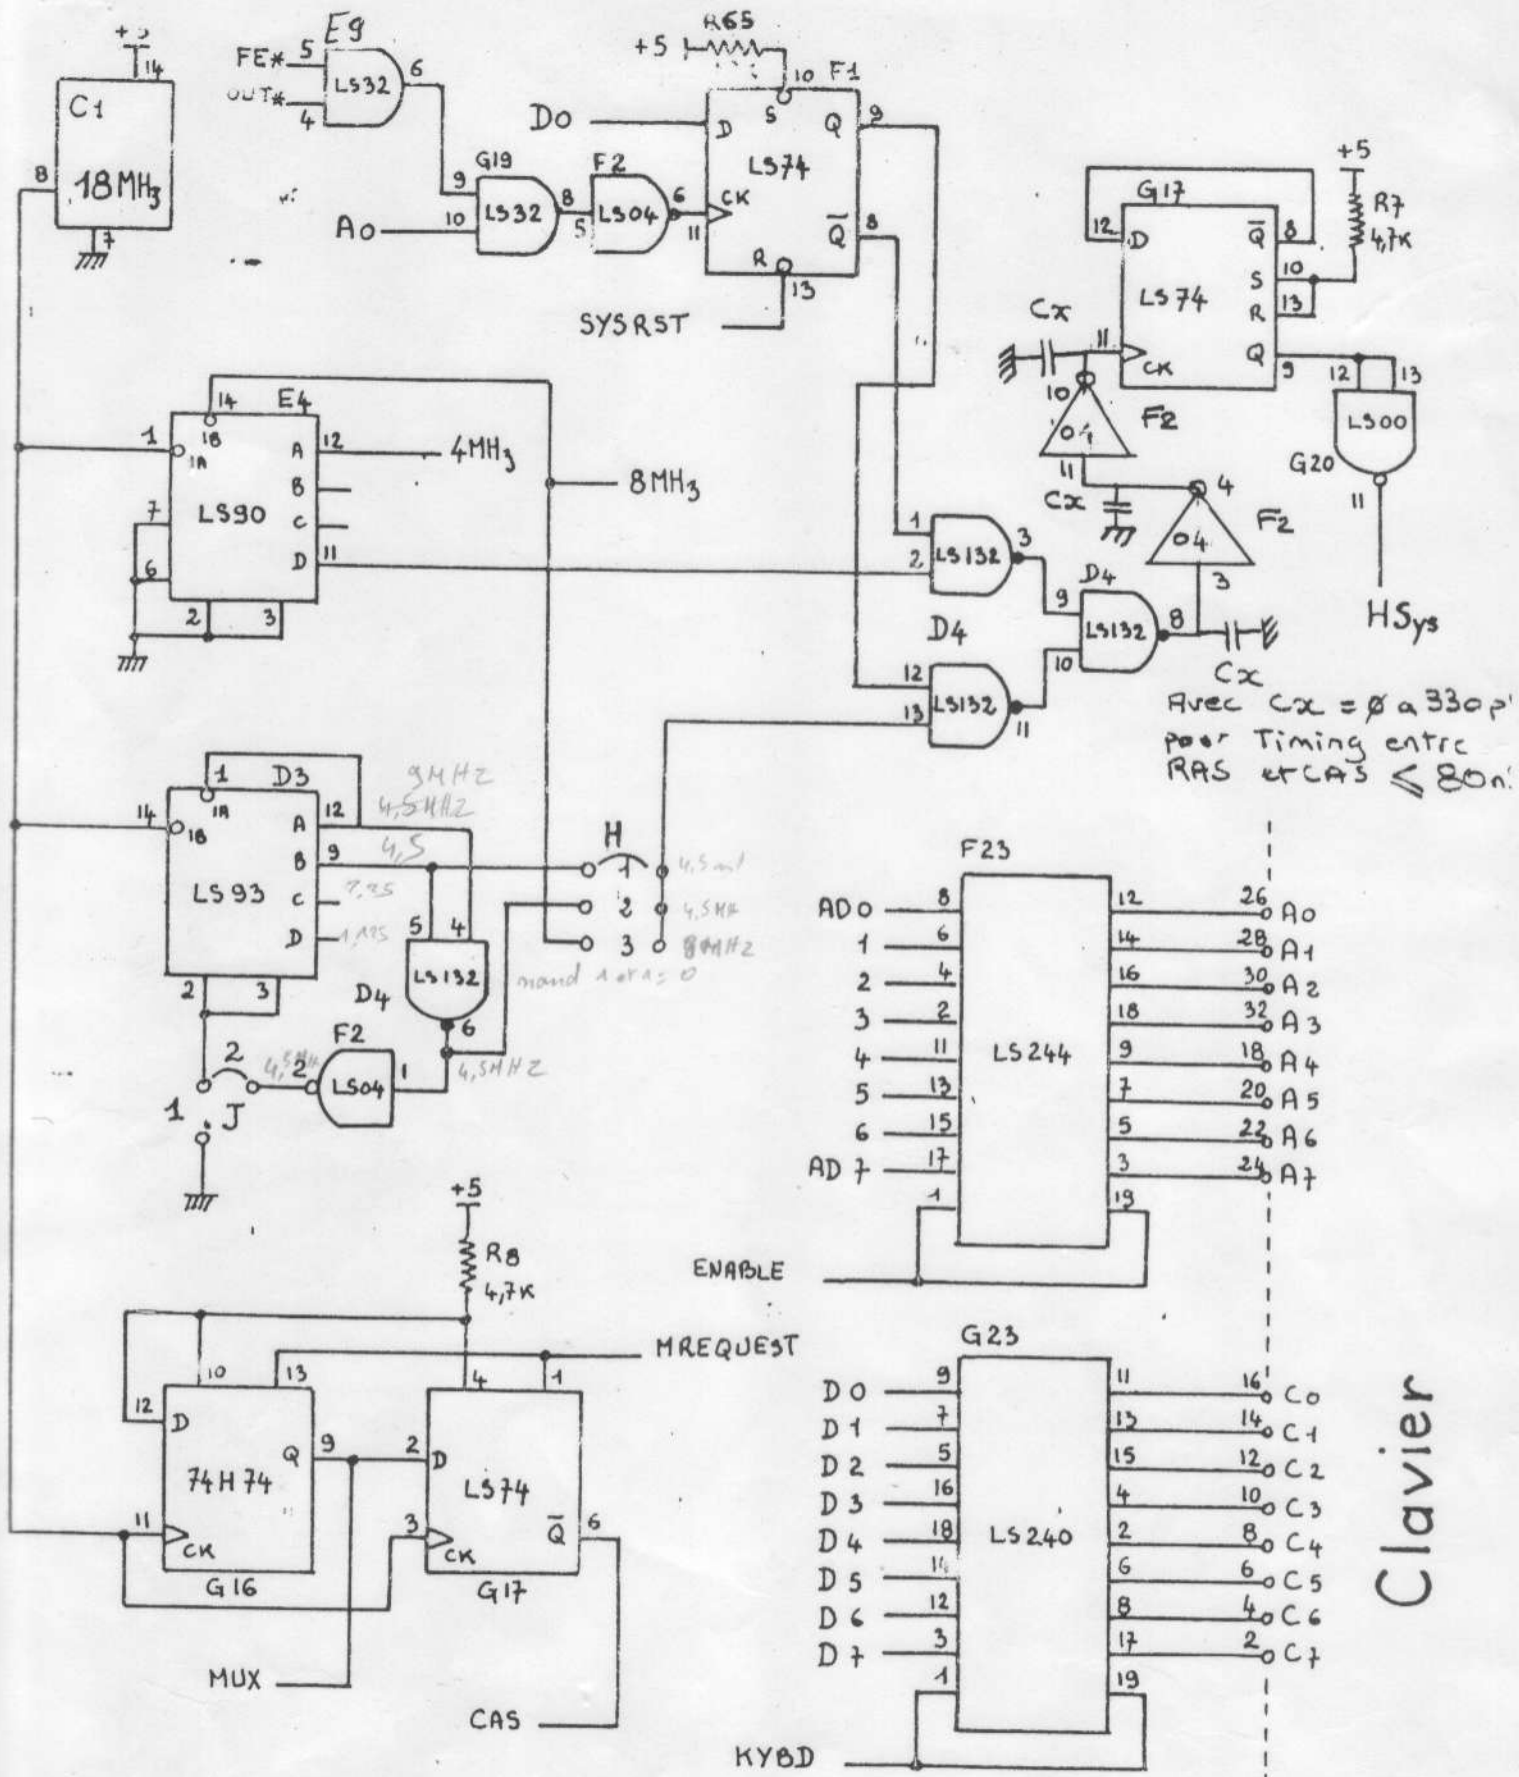 +5
14
C1
8
18MHz
7
E9
FE* 5
OUT*
4
LS32
6
R65
+5
10 F1
D0
D S Q 9
LS74
CK
Q 8
R
13
11
SYSRST
G19
9
10
LS32
8
A0
F2
5
LS04
6
+5
R7
4,7K
G17
12 D
Q 8
S 10
R 13
Q 9
LS74
11
CK
Cx
10
04
11
F2
Cx
4
04
3
F2
12 13
LS00
G20
11
HSys
14 E4
1
1B
1A
A 12
4MHz
B
C
D 11
LS90
7
6
2 3
8MHz
1
2
LS132
3
D4
12
13
LS132
11
D4
9
10
LS132
8
Cx
Avec Cx = Ø a 330p
pour Timing entre
RAS et CAS ≤ 80n
1 D3
14
1A
1B
A 12
B 9
C
D
LS93
2 3
9MHZ
4,5MHZ
4,5
5 4
LS132
D4
6
4,5MHZ
F2
2
LS04
1
2
1 J
H
1
2
3
4,5MH
8MHZ
nand
F23
LS244
AD0 8 12 26 A0
1 6 14 28 A1
2 4 16 30 A2
3 2 18 32 A3
4 11 9 18 A4
5 13 7 20 A5
6 15 5 22 A6
AD7 17 3 24 A7
1 19
ENABLE
+5
R8
4,7K
MREQUEST
10 13
12 D
Q 9
74H74
11
CK
G16
4 1
2 D
LS74
3
CK
Q 6
G17
MUX
CAS
G23
LS240
D0 9 11 16 C0
D1 7 13 14 C1
D2 5 15 12 C2
D3 16 4 10 C3
D4 18 2 8 C4
D5 6 6 C5
D6 12 8 4 C6
D7 3 17 2 C7
1 19
KYBD
Clavier